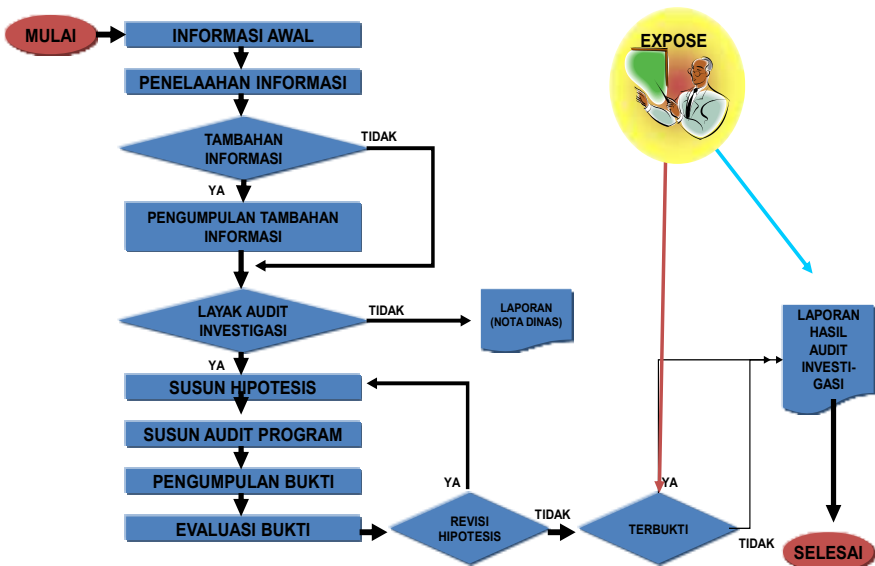 MULAI
INFORMASI AWAL
PENELAAHAN INFORMASI
TAMBAHAN
INFORMASI
TIDAK
YA
PENGUMPULAN TAMBAHAN
INFORMASI
LAYAK AUDIT
INVESTIGASI
TIDAK
LAPORAN
(NOTA DINAS)
YA
SUSUN HIPOTESIS
SUSUN AUDIT PROGRAM
PENGUMPULAN BUKTI
EVALUASI BUKTI
YA
REVISI
HIPOTESIS
TIDAK
YA
TERBUKTI
TIDAK
EXPOSE
LAPORAN
HASIL
AUDIT
INVESTI-
GASI
SELESAI